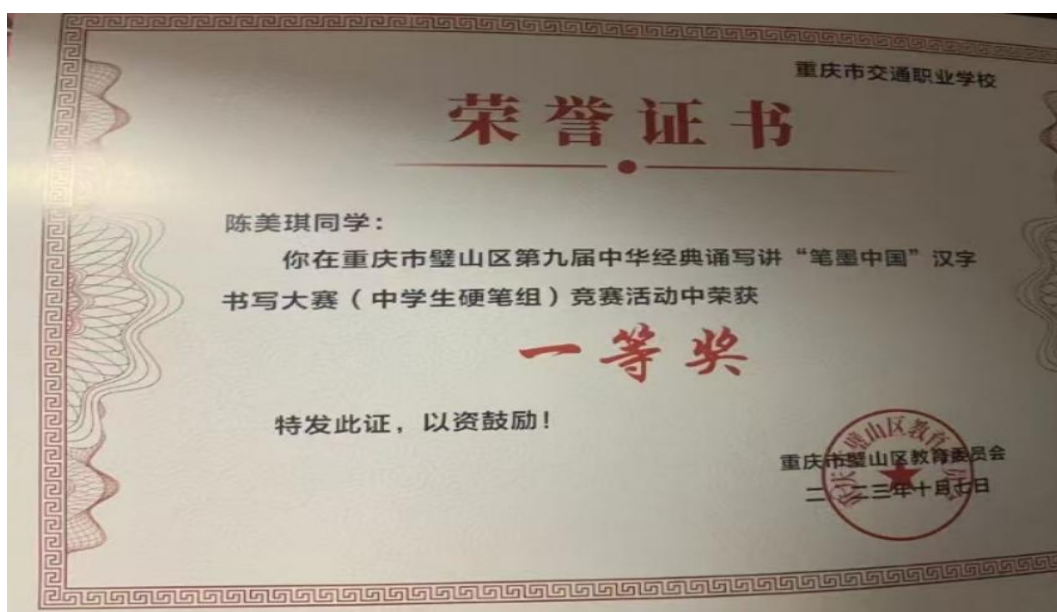 重庆市交通职业学校
荣誉证书
陈美琪同学：
你在重庆市璧山区第九届中华经典诵写讲“笔墨中国”汉字
书写大赛（中学生硬笔组）竞赛活动中荣获
一等奖
特发此证，以资鼓励！
重庆市璧山区教育委员会
二〇二三年十月七日